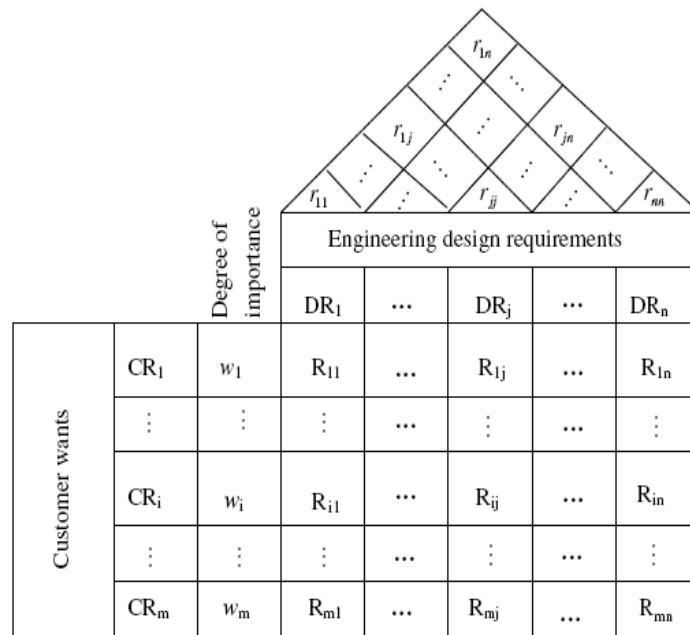 r1n
⋰ ⋱
r1j ⋰ rjn
⋰ ⋰ ⋰ ⋱
r11 ⋰ rjj ⋰ rnn
Degree of
importance
Engineering design requirements
DR1 ... DRj ... DRn
Customer wants
CR1 w1 R11 ... R1j ... R1n
⋮ ⋮ ⋮ ... ⋮ ... ⋮
CRi wi Ri1 ... Rij ... Rin
⋮ ⋮ ⋮ ... ⋮ ... ⋮
CRm wm Rm1 ... Rmj ... Rmn